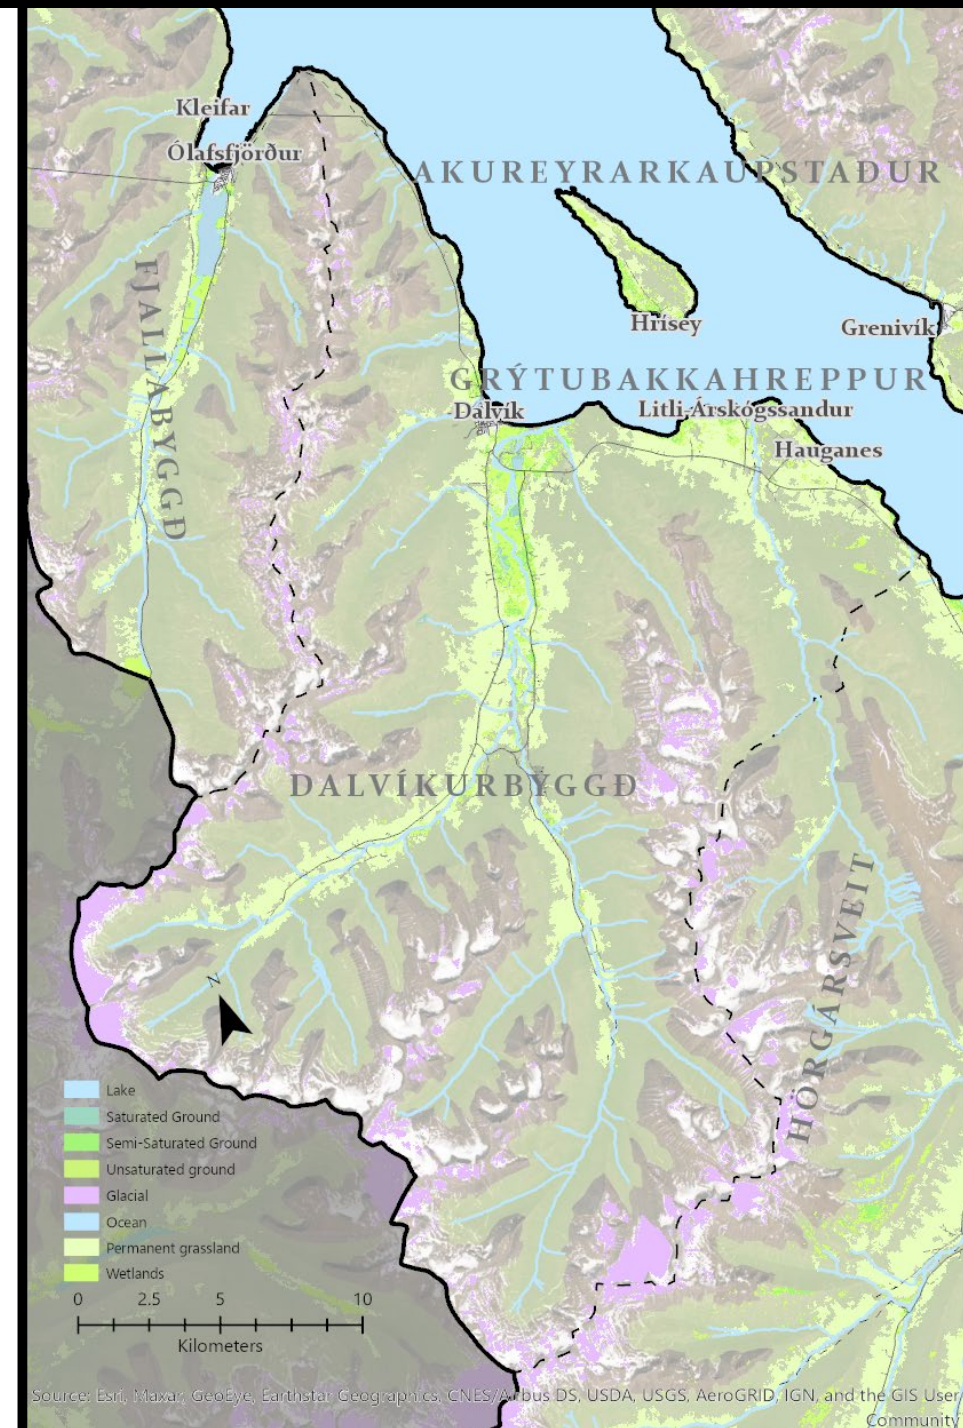 Kleifar
Ólafsfjörður
AKUREYRARKAUPSTAÐUR
FJALLABYGGÐ
Hrísey
Grenivík
GRÝTUBAKKAHREPPUR
Dalvík
Litli-Árskógssandur
Hauganes
DALVÍKURBYGGÐ
HÖRGÁRSVEIT
N
Lake
Saturated Ground
Semi-Saturated Ground
Unsaturated ground
Glacial
Ocean
Permanent grassland
Wetlands
0 2.5 5 10
Kilometers
Source: Esri, Maxar, GeoEye, Earthstar Geographics, CNES/Airbus DS, USDA, USGS, AeroGRID, IGN, and the GIS User
Community